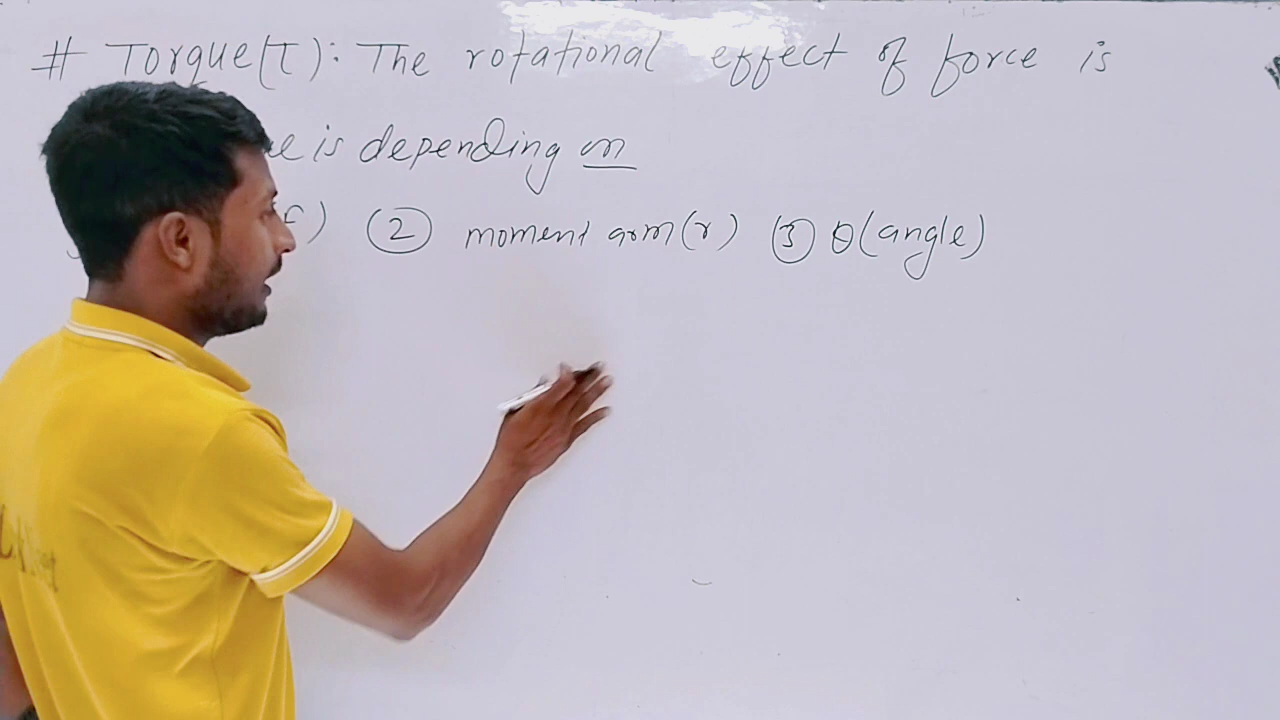 # Torque(τ): The rotational effect of force is
is depending on
(2) moment arm(r) (3) θ(angle)